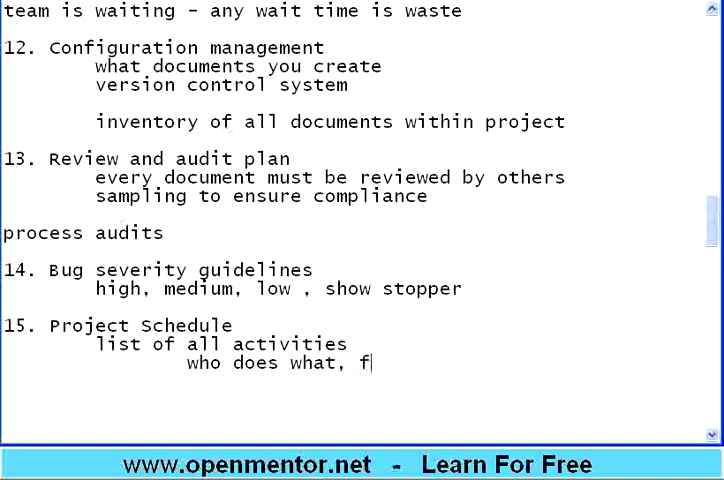 team is waiting - any wait time is waste
12. Configuration management
what documents you create
version control system
inventory of all documents within project
13. Review and audit plan
every document must be reviewed by others
sampling to ensure compliance
process audits
14. Bug severity guidelines
high, medium, low , show stopper
15. Project Schedule
list of all activities
who does what, f
www.openmentor.net - Learn For Free